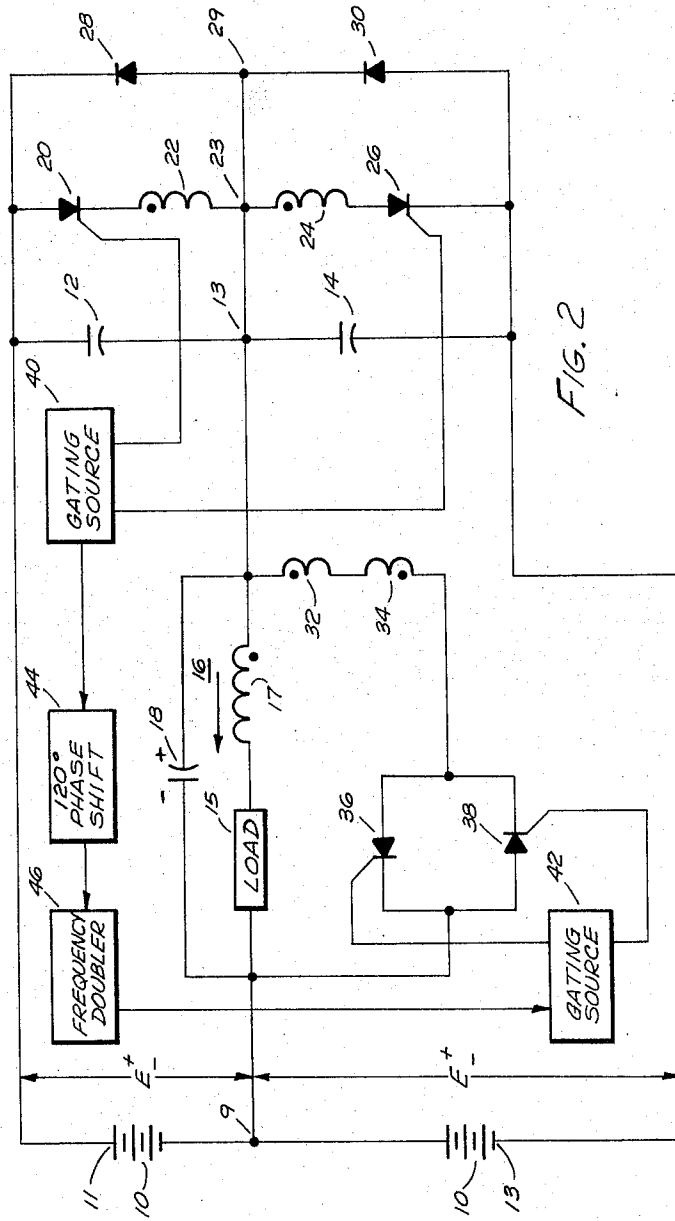 28
29
30
20
22
23
24
26
12
13
14
40
GATING
SOURCE
FIG. 2
32
34
44
120°
PHASE
SHIFT
16
17
18
+
-
15
LOAD
36
38
46
FREQUENCY
DOUBLER
42
GATING
SOURCE
E
+
-
E
+
-
9
11
10
10
13